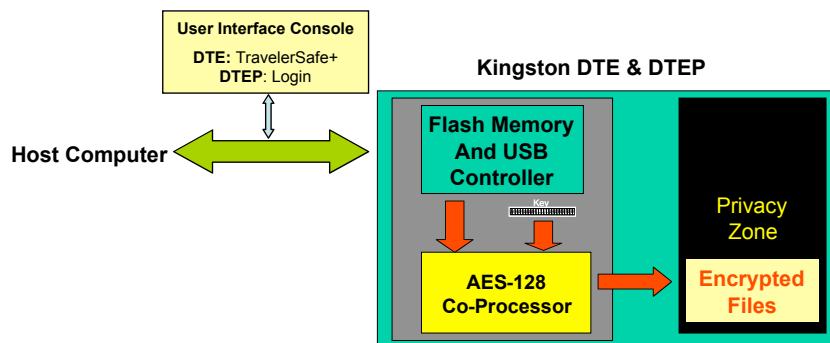 User Interface Console
DTE: TravelerSafe+
DTEP: Login
Kingston DTE & DTEP
Host Computer
Flash Memory
And USB
Controller
Key
AES-128
Co-Processor
Privacy
Zone
Encrypted
Files